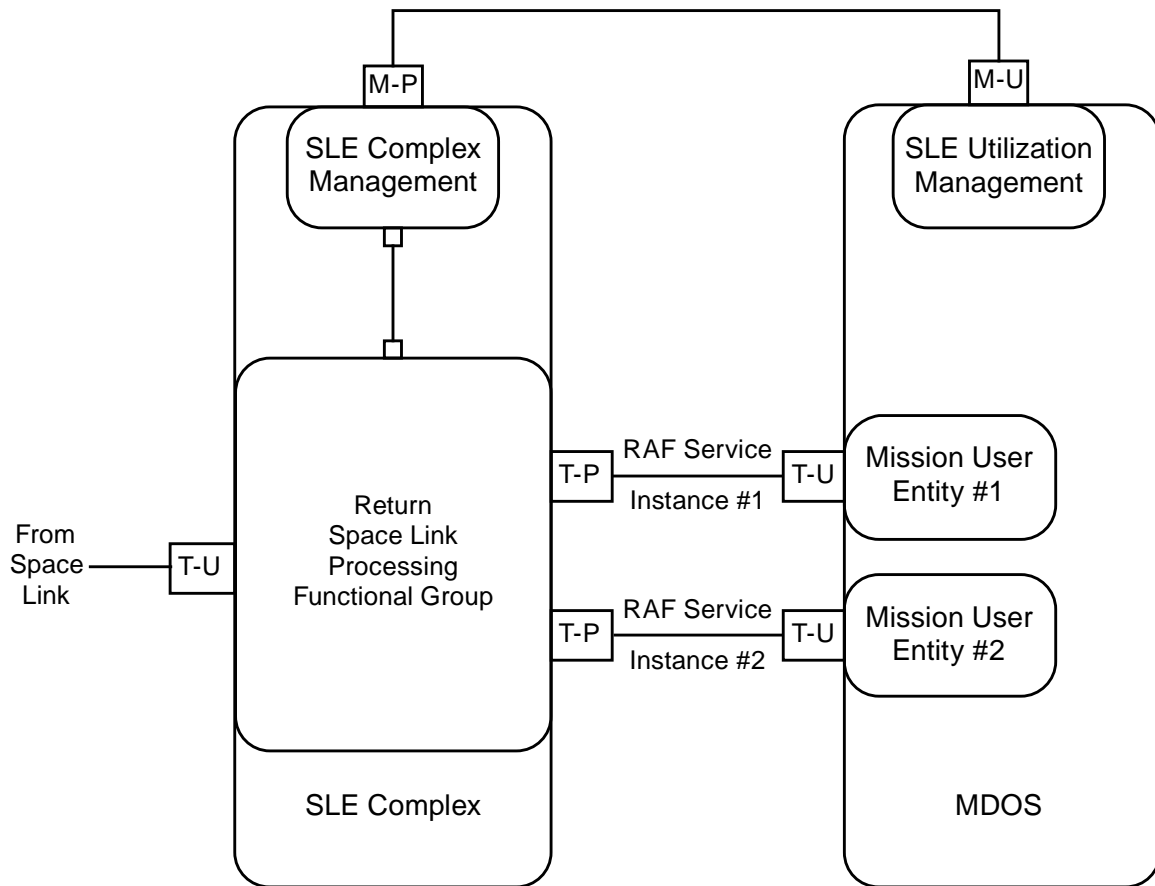 M-P
M-U
SLE Complex
Management
SLE Utilization
Management
From
Space
Link
T-U
Return
Space Link
Processing
Functional Group
T-P
RAF Service
Instance #1
T-U
Mission User
Entity #1
T-P
RAF Service
Instance #2
T-U
Mission User
Entity #2
SLE Complex
MDOS